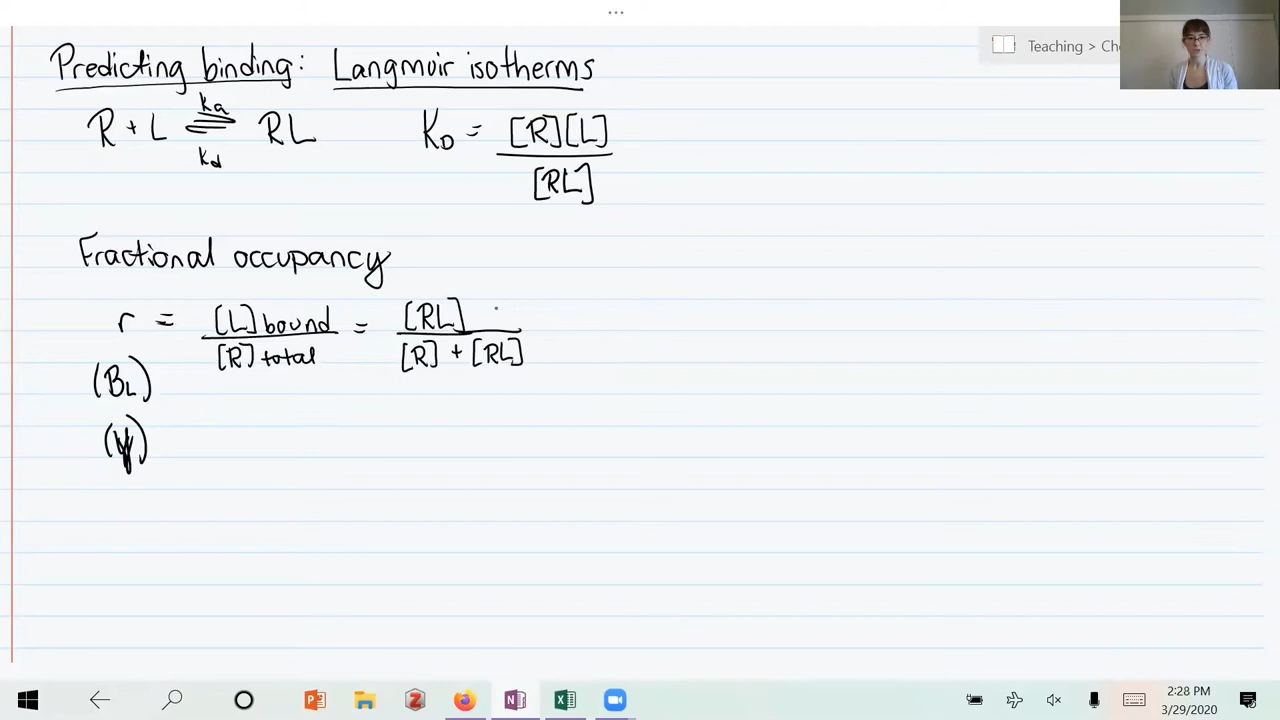 Teaching > Che
Predicting binding: Langmuir isotherms
ka
R + L ⇌ RL
kd
KD = [R][L] / [RL]
Fractional occupancy
r = [L]bound / [R]total = [RL] / [R] + [RL]
(BL)
2:28 PM
3/29/2020